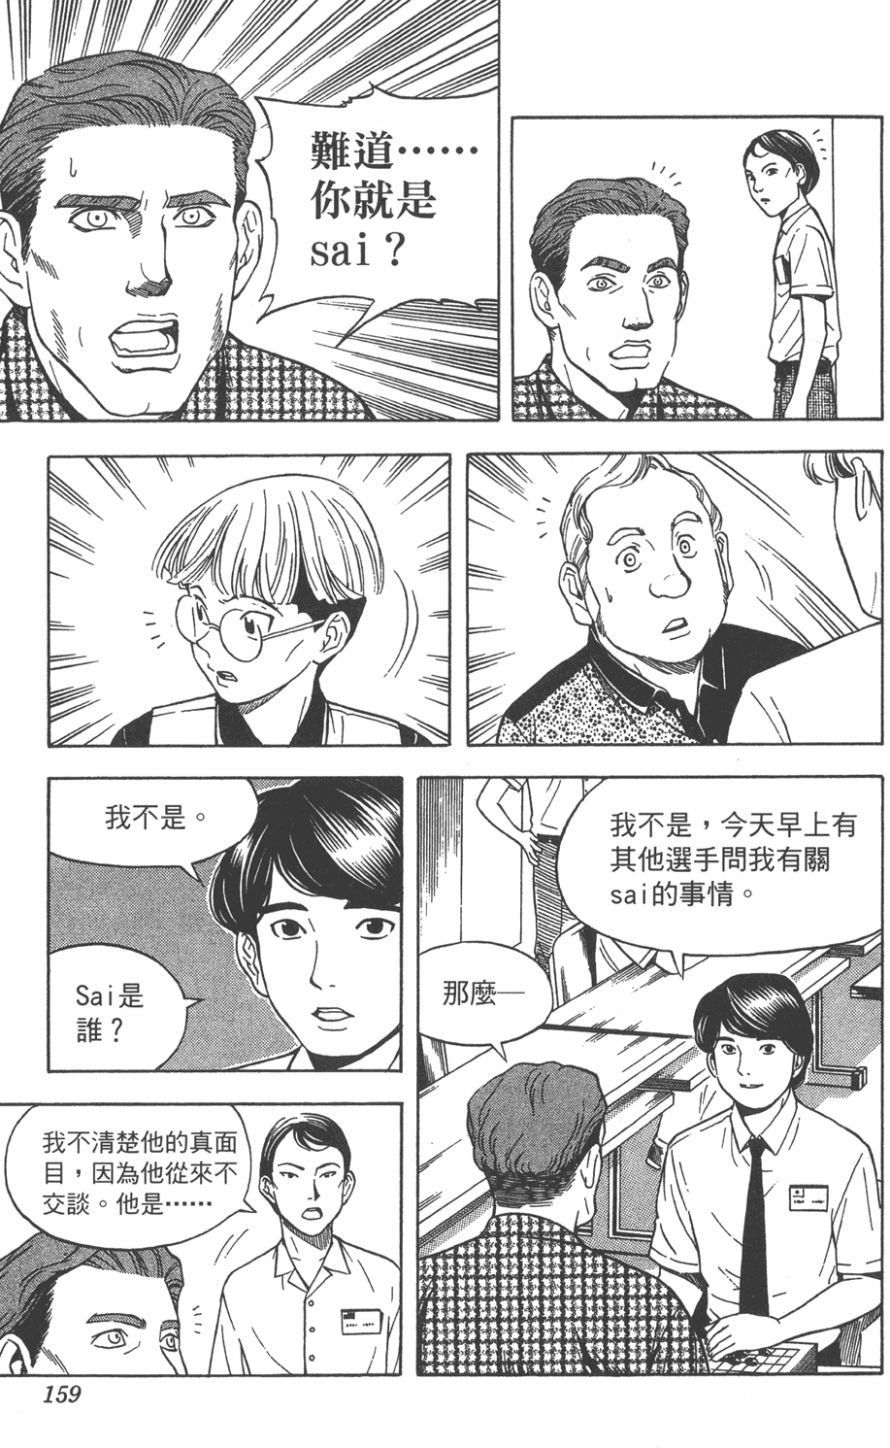 難道……
你就是
sai？
我不是，今天早上有
其他選手問我有關
sai的事情。
那麼—
我不是。
Sai是
誰？
我不清楚他的真面
目，因為他從來不
交談。他是……
159